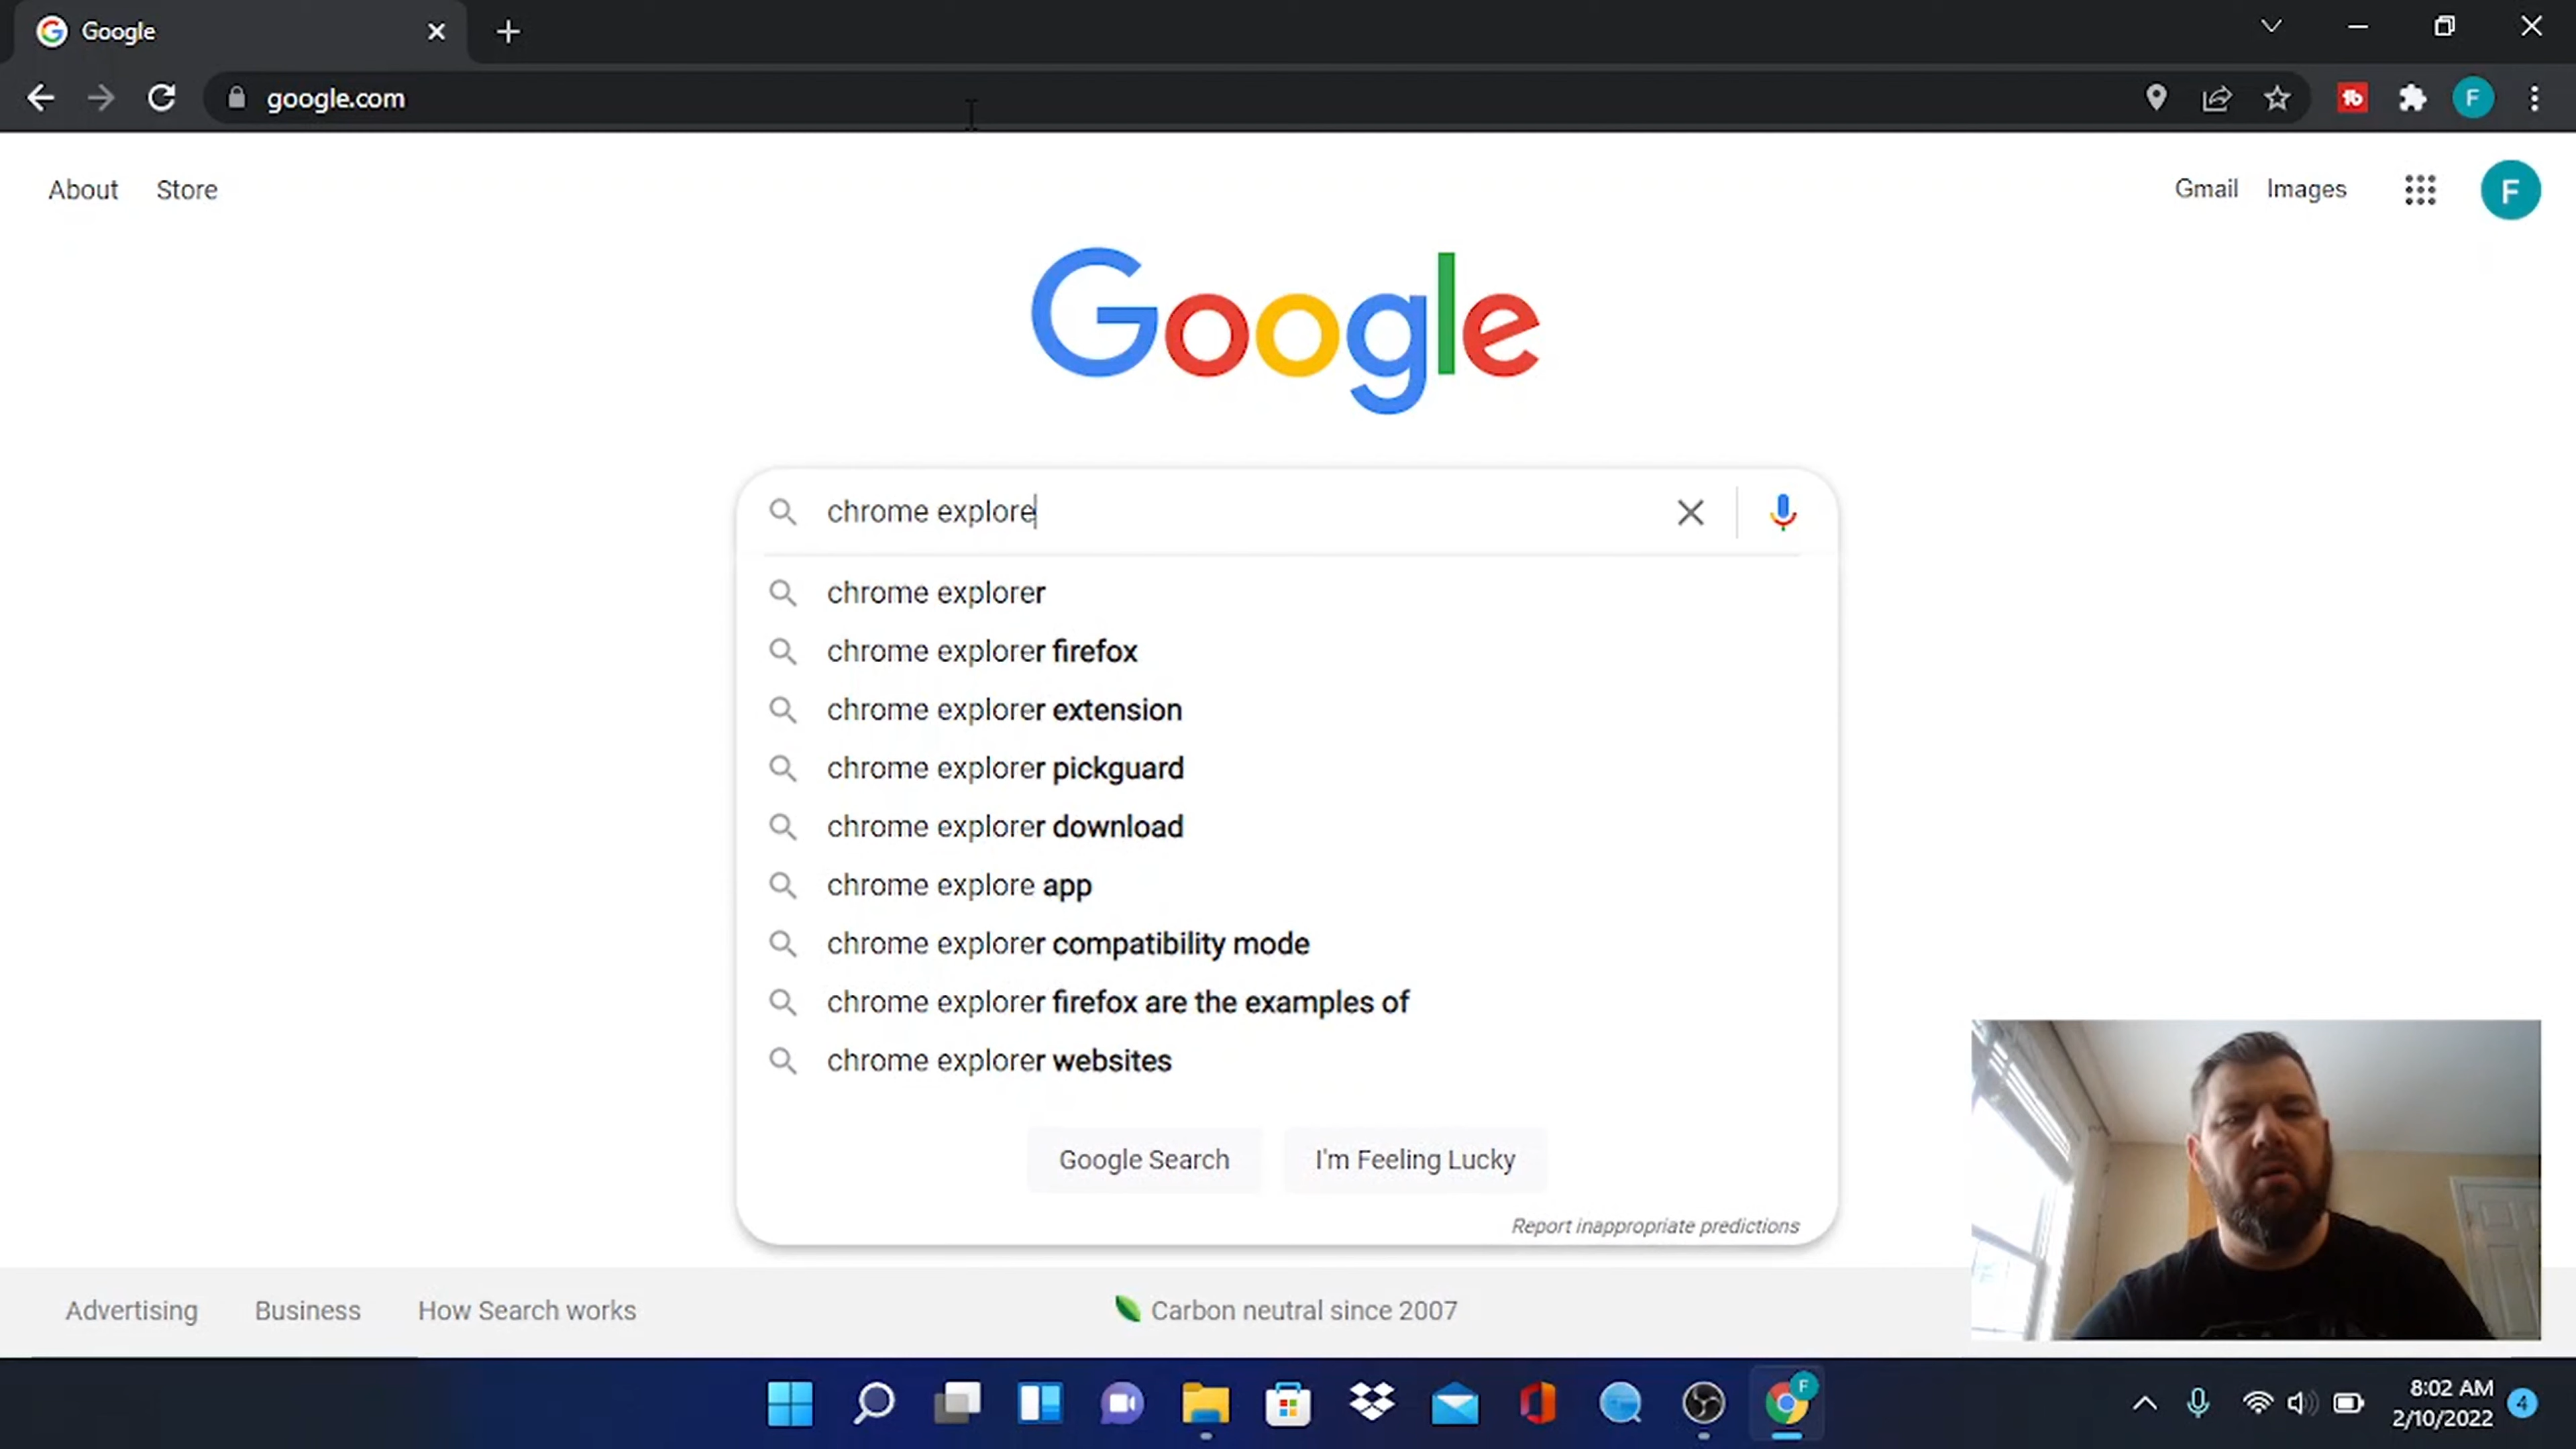 Google
google.com
F
About Store
Gmail Images
F
Google
chrome explore
chrome explorer
chrome explorer firefox
chrome explorer extension
chrome explorer pickguard
chrome explorer download
chrome explore app
chrome explorer compatibility mode
chrome explorer firefox are the examples of
chrome explorer websites
Google Search I'm Feeling Lucky
Report inappropriate predictions
Advertising Business How Search works
Carbon neutral since 2007
F
8:02 AM
2/10/2022
4